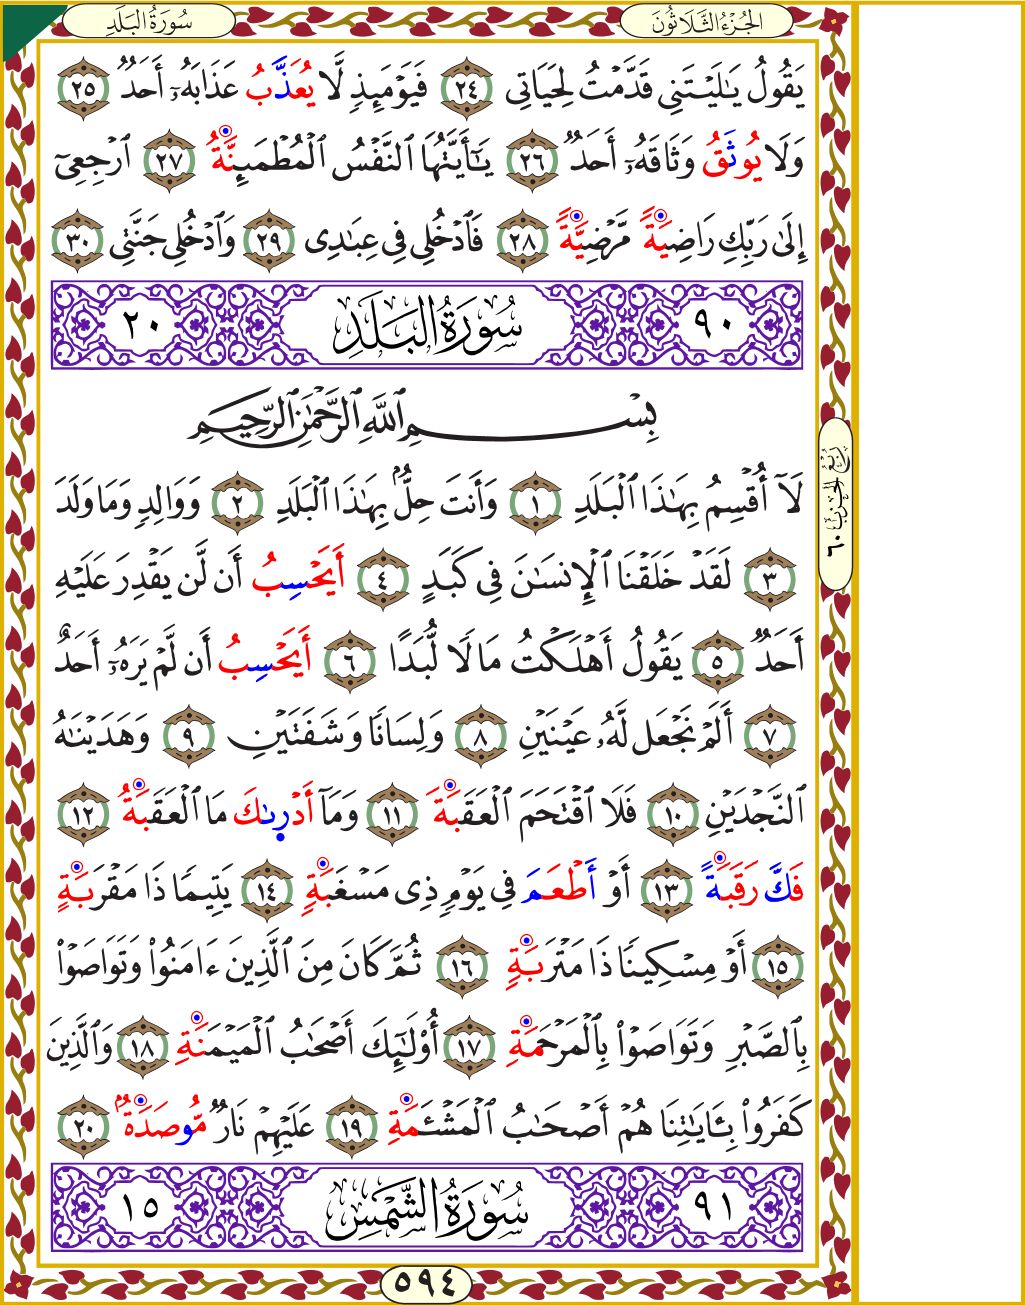 سُورَةُ البَلَدِ
الجُزْءُ الثَّلَاثُونَ
يَقُولُ يَٰلَيْتَنِي قَدَّمْتُ لِحَيَاتِي ٢٤ فَيَوْمَئِذٖ لَّا يُعَذَّبُ عَذَابَهُۥٓ أَحَدٞ ٢٥
وَلَا يُوثَقُ وَثَاقَهُۥٓ أَحَدٞ ٢٦ يَٰٓأَيَّتُهَا ٱلنَّفْسُ ٱلْمُطْمَئِنَّةُ ٢٧ ٱرْجِعِيٓ
إِلَىٰ رَبِّكِ رَاضِيَةٗ مَّرْضِيَّةٗ ٢٨ فَٱدْخُلِي فِي عِبَٰدِي ٢٩ وَٱدْخُلِي جَنَّتِي ٣٠
٩٠ سُورَةُ البَلَدِ ٢٠
بِسْمِ ٱللَّهِ ٱلرَّحْمَٰنِ ٱلرَّحِيمِ
لَآ أُقْسِمُ بِهَٰذَا ٱلْبَلَدِ ١ وَأَنتَ حِلُّۢ بِهَٰذَا ٱلْبَلَدِ ٢ وَوَالِدٖ وَمَا وَلَدَ
٣ لَقَدْ خَلَقْنَا ٱلْإِنسَٰنَ فِي كَبَدٍ ٤ أَيَحْسِبُ أَن لَّن يَقْدِرَ عَلَيْهِ
أَحَدٞ ٥ يَقُولُ أَهْلَكْتُ مَالٗا لُّبَدًا ٦ أَيَحْسِبُ أَن لَّمْ يَرَهُۥٓ أَحَدٌ
٧ أَلَمْ نَجْعَل لَّهُۥ عَيْنَيْنِ ٨ وَلِسَانٗا وَشَفَتَيْنِ ٩ وَهَدَيْنَٰهُ
ٱلنَّجْدَيْنِ ١٠ فَلَا ٱقْتَحَمَ ٱلْعَقَبَةَ ١١ وَمَآ أَدْرِىٰكَ مَا ٱلْعَقَبَةُ ١٢
فَكَّ رَقَبَةً ١٣ أَوْ أَطْعَمَ فِي يَوْمٖ ذِي مَسْغَبَةٖ ١٤ يَتِيمٗا ذَا مَقْرَبَةٍ
١٥ أَوْ مِسْكِينٗا ذَا مَتْرَبَةٖ ١٦ ثُمَّ كَانَ مِنَ ٱلَّذِينَ ءَامَنُواْ وَتَوَاصَوْاْ
بِٱلصَّبْرِ وَتَوَاصَوْاْ بِٱلْمَرْحَمَةِ ١٧ أُوْلَٰٓئِكَ أَصْحَٰبُ ٱلْمَيْمَنَةِ ١٨ وَٱلَّذِينَ
كَفَرُواْ بِـَٔايَٰتِنَا هُمْ أَصْحَٰبُ ٱلْمَشْـَٔمَةِ ١٩ عَلَيْهِمْ نَارٞ مُّوصَدَةُۢ ٢٠
٩١ سُورَةُ الشَّمْسِ ١٥
رُبْعُ الحِزْبِ ٦٠
٥٩٤